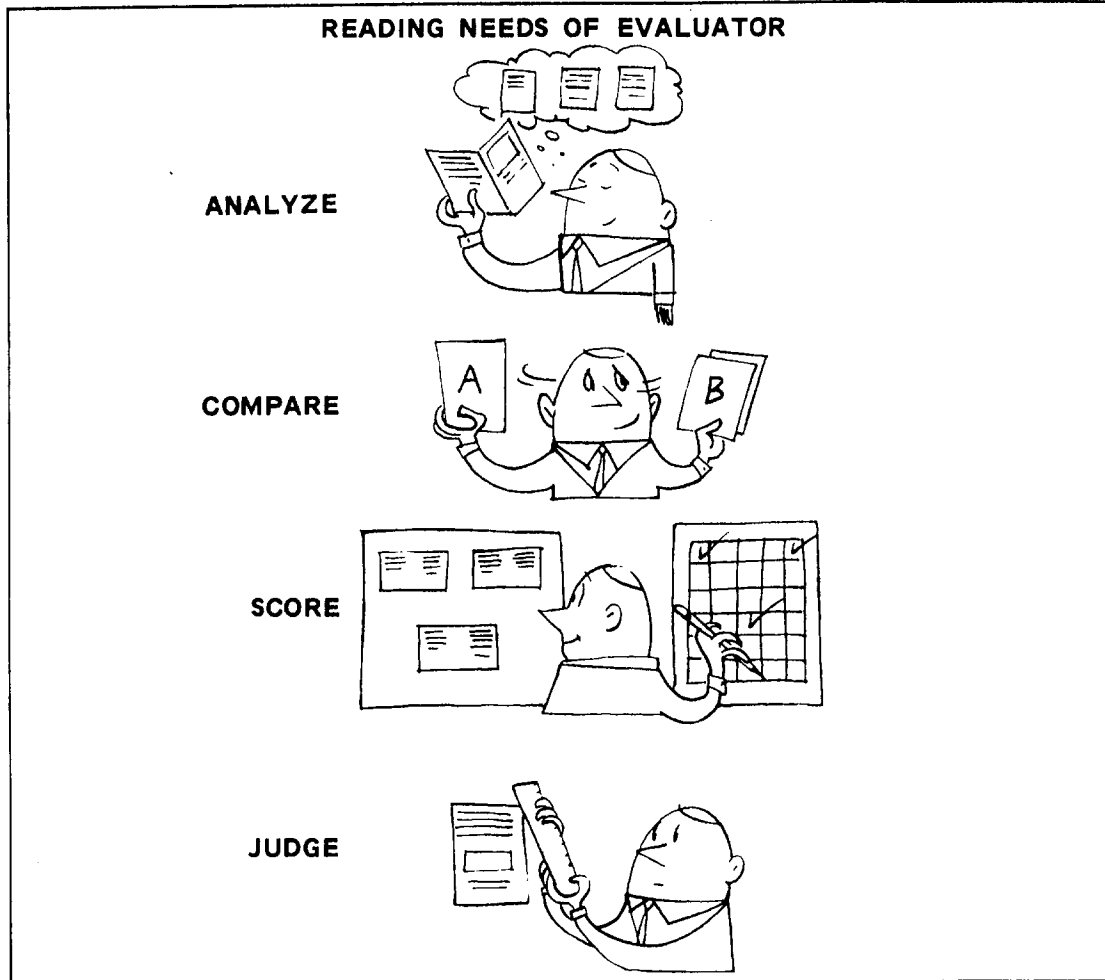 READING NEEDS OF EVALUATOR
ANALYZE
COMPARE
A
B
SCORE
JUDGE